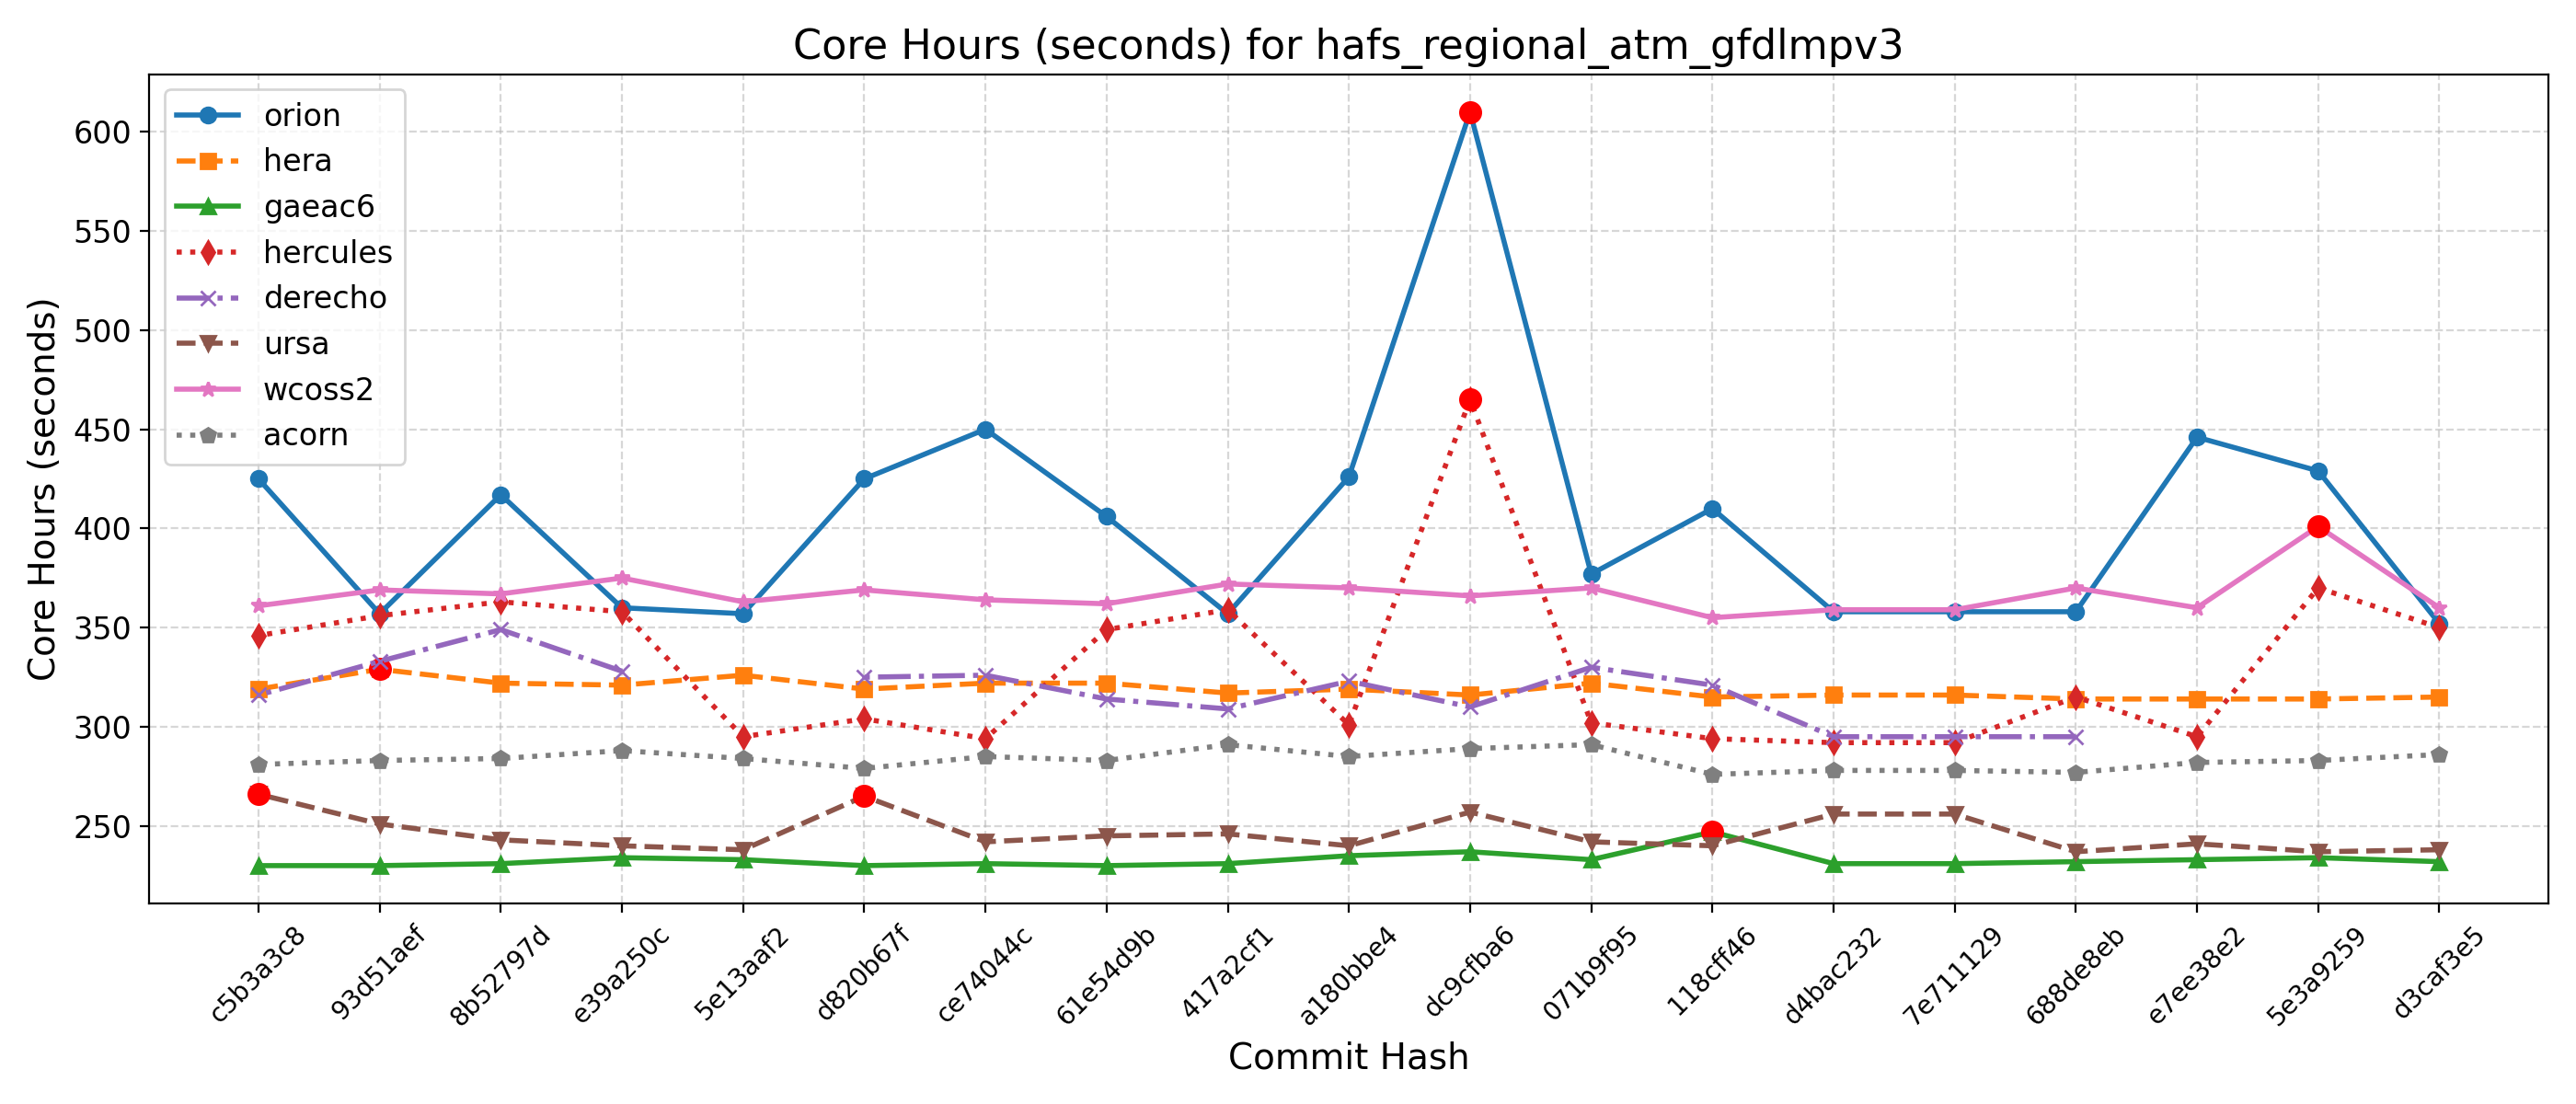 Core Hours (seconds) for hafs_regional_atm_gfdlmpv3
Core Hours (seconds)
600
550
500
450
400
350
300
250
orion
hera
gaeac6
hercules
derecho
ursa
wcoss2
acorn
c5b3a3c8
93d51aef
8b52797d
e39a250c
5e13aaf2
d820b67f
ce74044c
61e54d9b
417a2cf1
a180bbe4
dc9cfba6
071b9f95
118cff46
d4bac232
7e711129
688de8eb
e7ee38e2
5e3a9259
d3caf3e5
Commit Hash